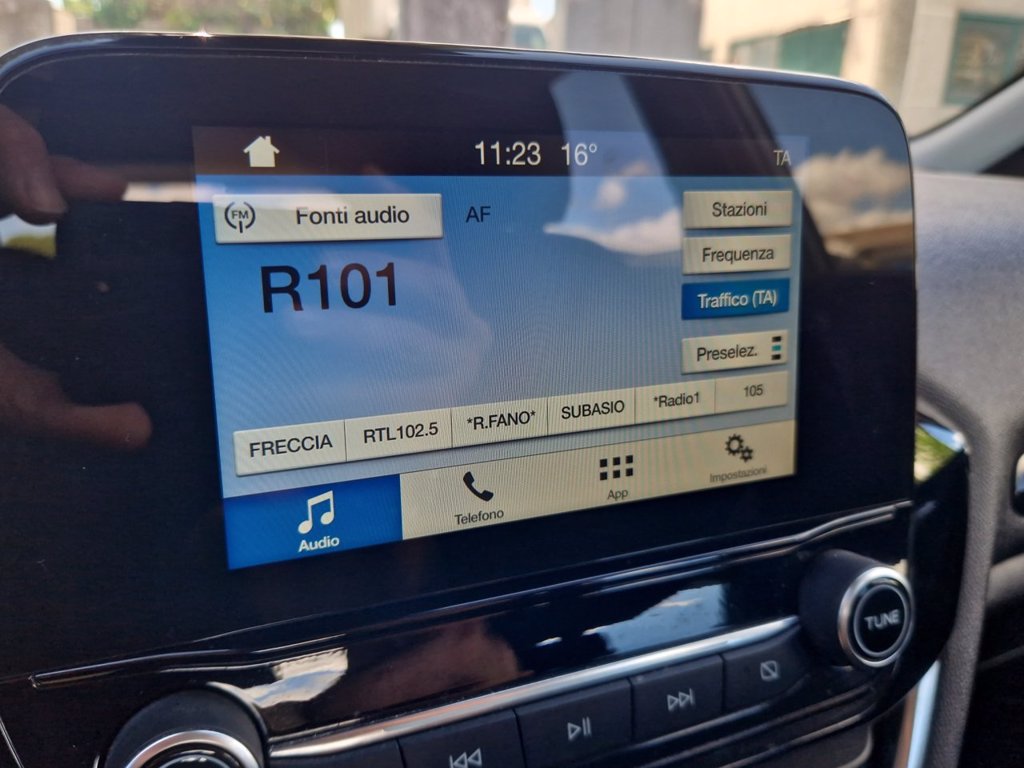 11:23 16° TA
FM Fonti audio AF
Stazioni
R101
Frequenza
Traffico (TA)
Preselez.
FRECCIA RTL102.5 *R.FANO* SUBASIO *Radio1 105
Audio Telefono App Impostazioni
TUNE